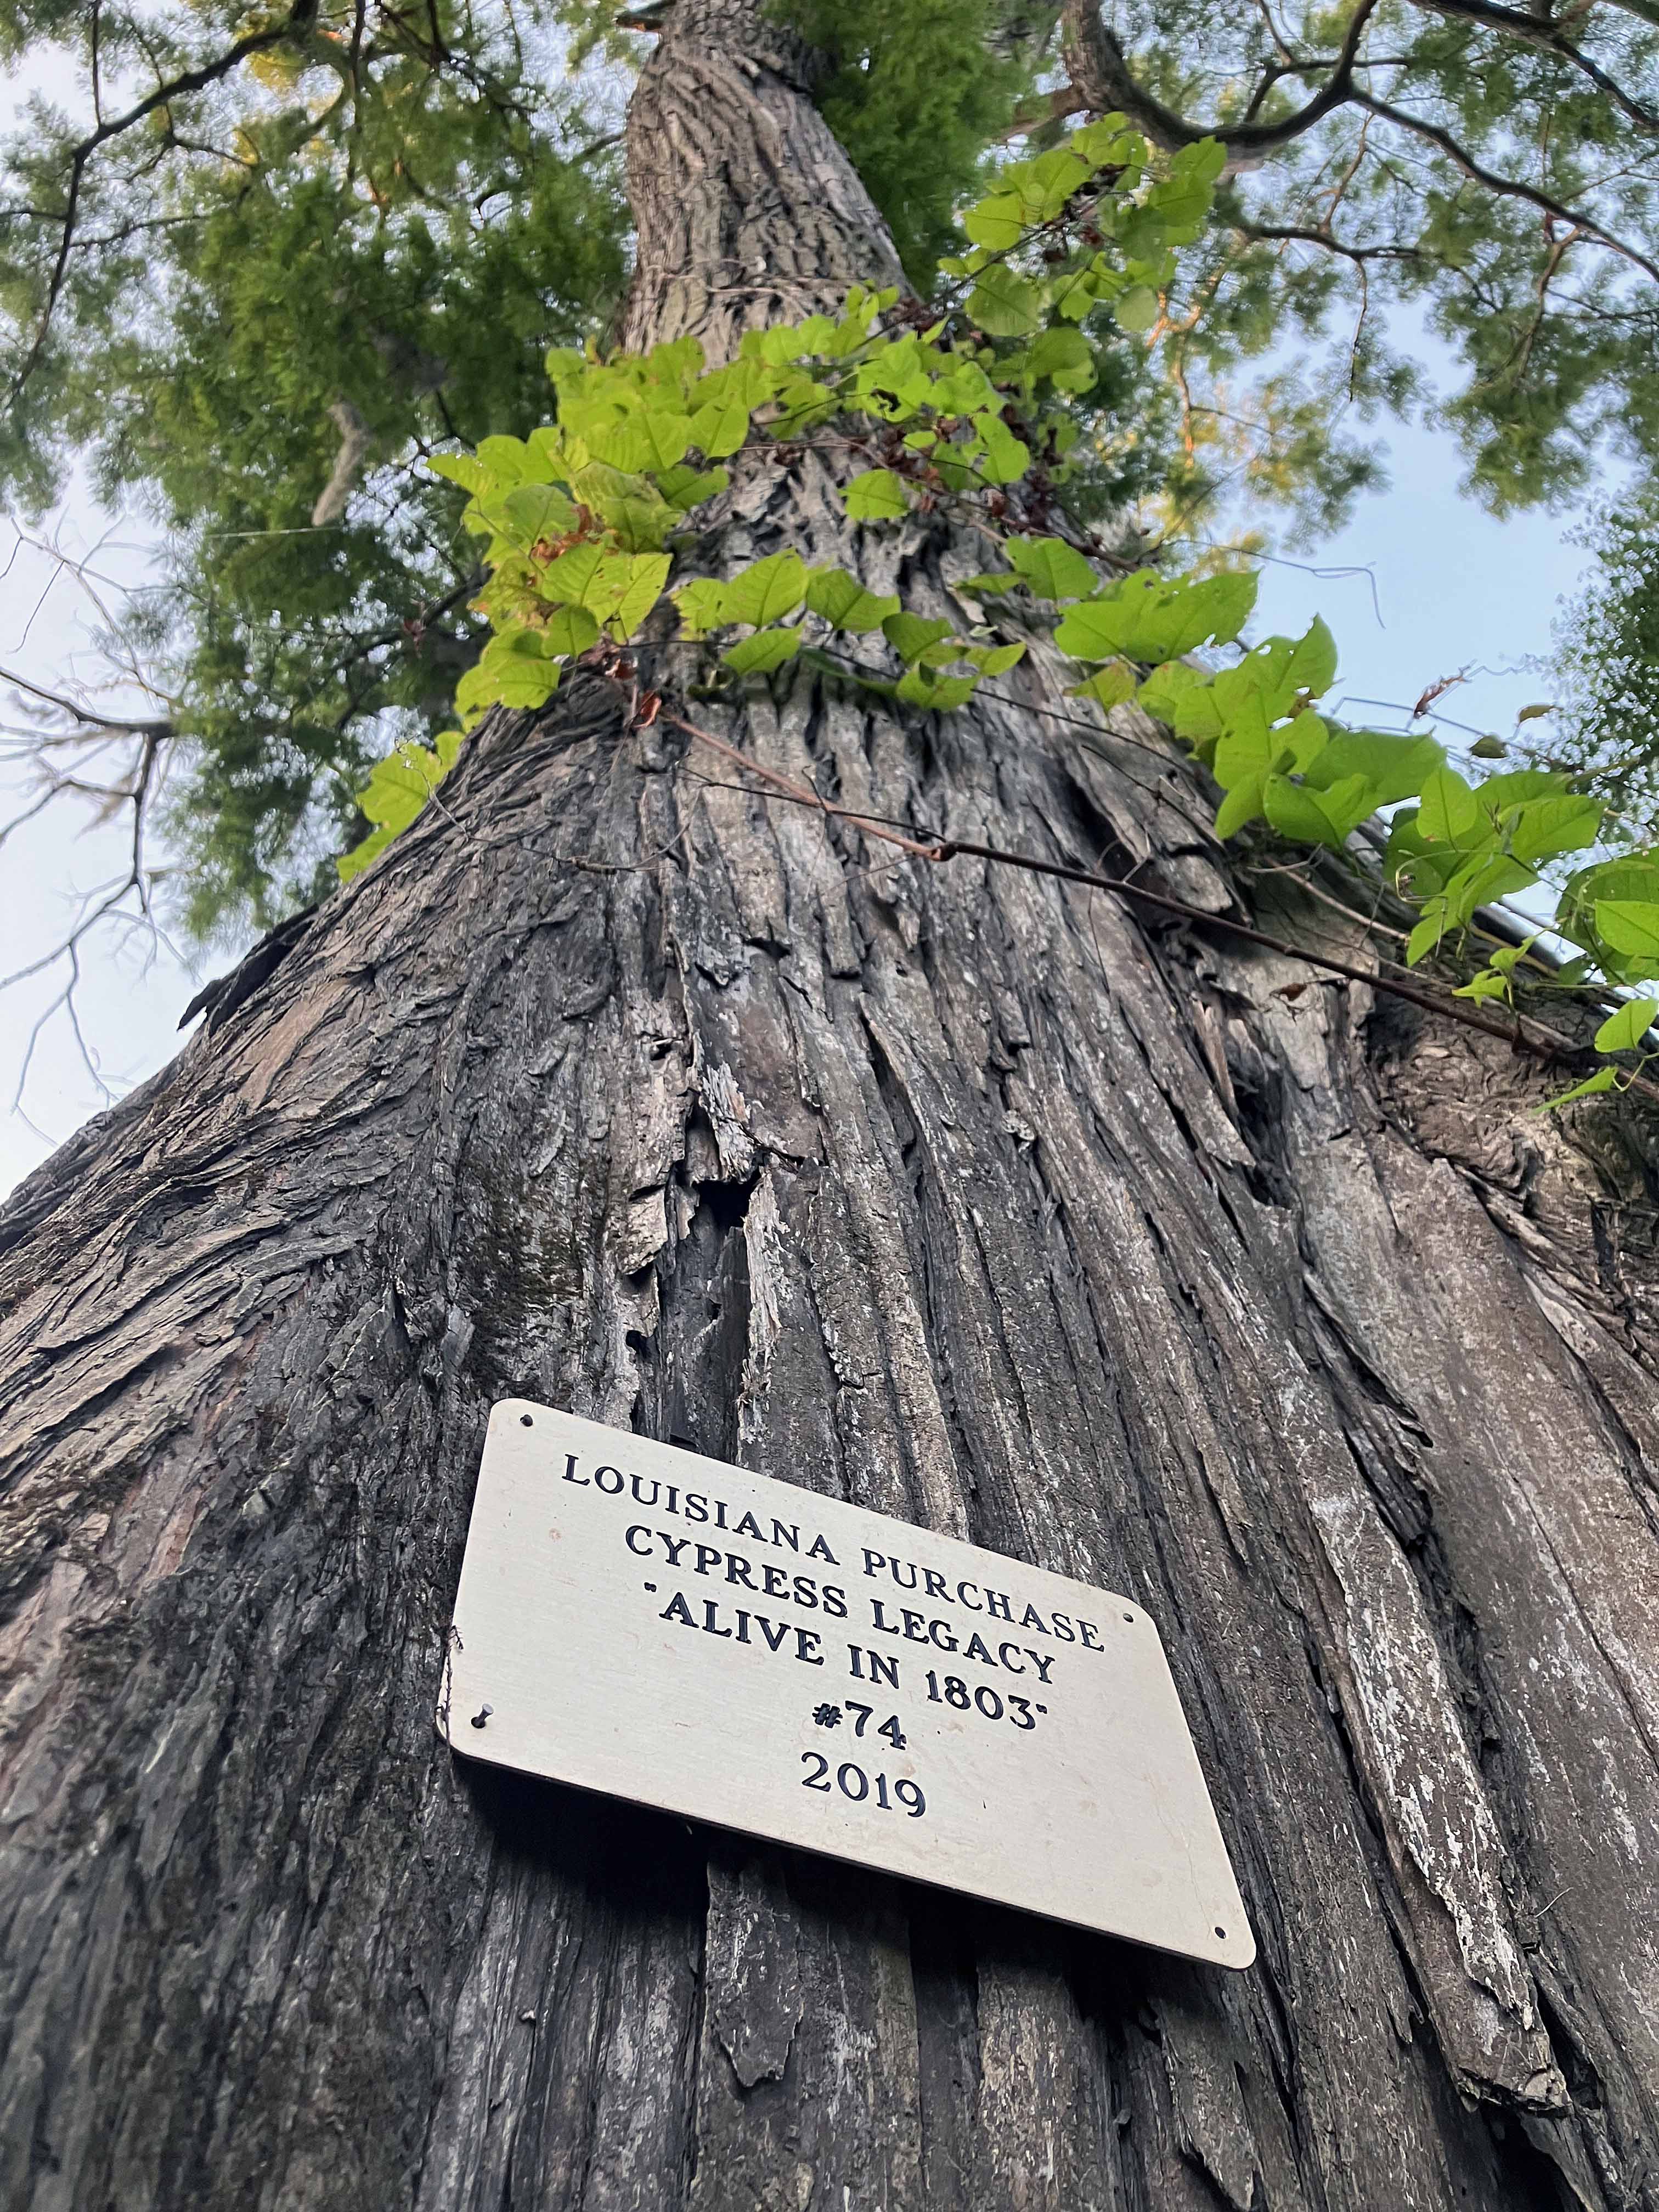 LOUISIANA PURCHASE
CYPRESS LEGACY
"ALIVE IN 1803"
#74
2019